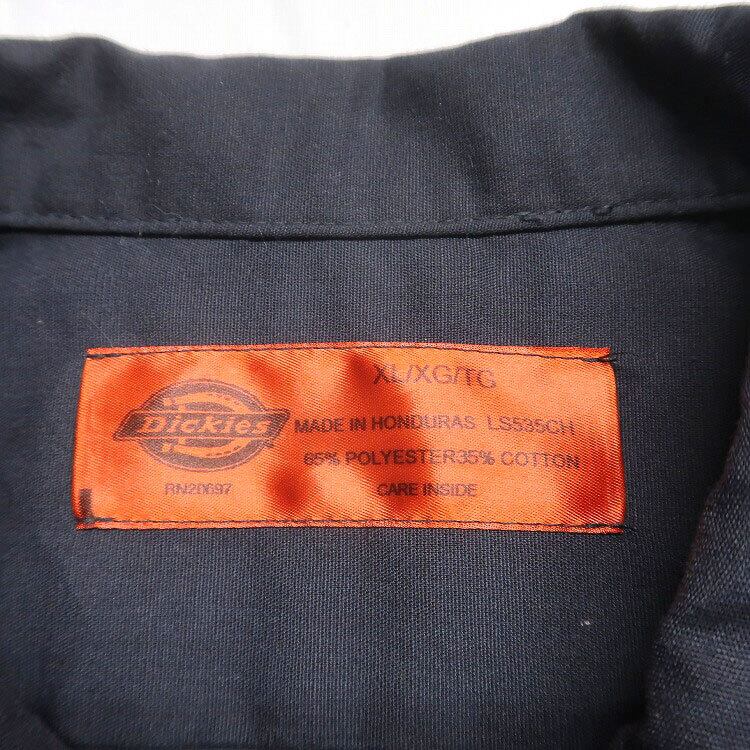 XL/XG/TG
Dickies
MADE IN HONDURAS LS535CH
65% POLYESTER35% COTTON
RN20697
CARE INSIDE